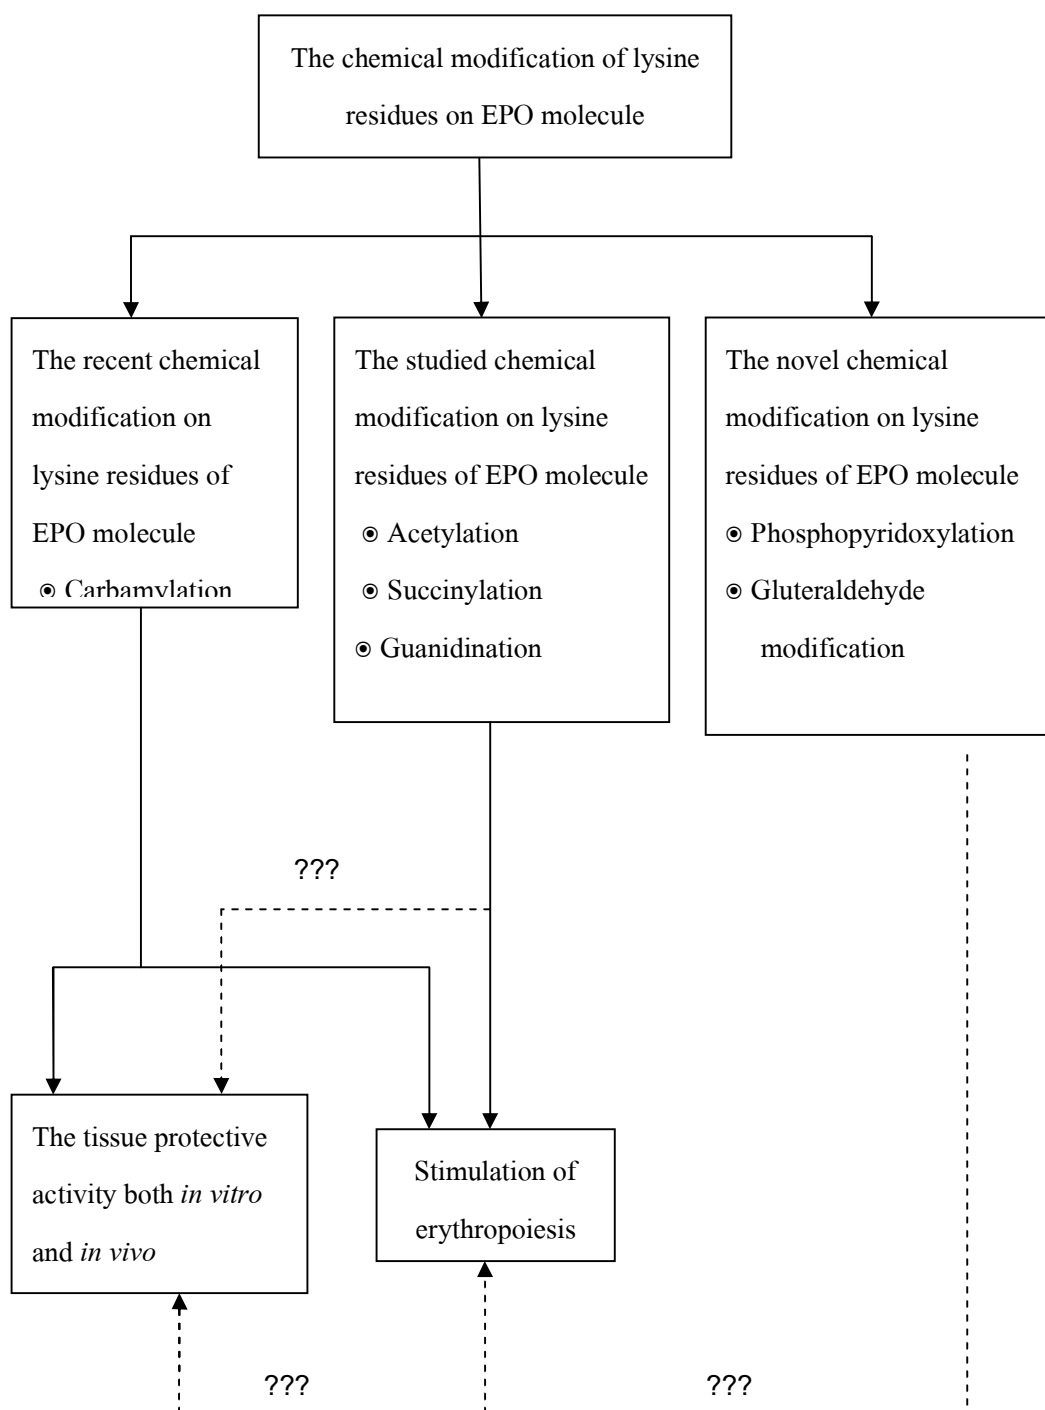 The chemical modification of lysine
residues on EPO molecule
The recent chemical
modification on
lysine residues of
EPO molecule
◉ Carbamylation
The studied chemical
modification on lysine
residues of EPO molecule
◉ Acetylation
◉ Succinylation
◉ Guanidination
The novel chemical
modification on lysine
residues of EPO molecule
◉ Phosphopyridoxylation
◉ Gluteraldehyde
modification
???
The tissue protective
activity both in vitro
and in vivo
Stimulation of
erythropoiesis
???
???